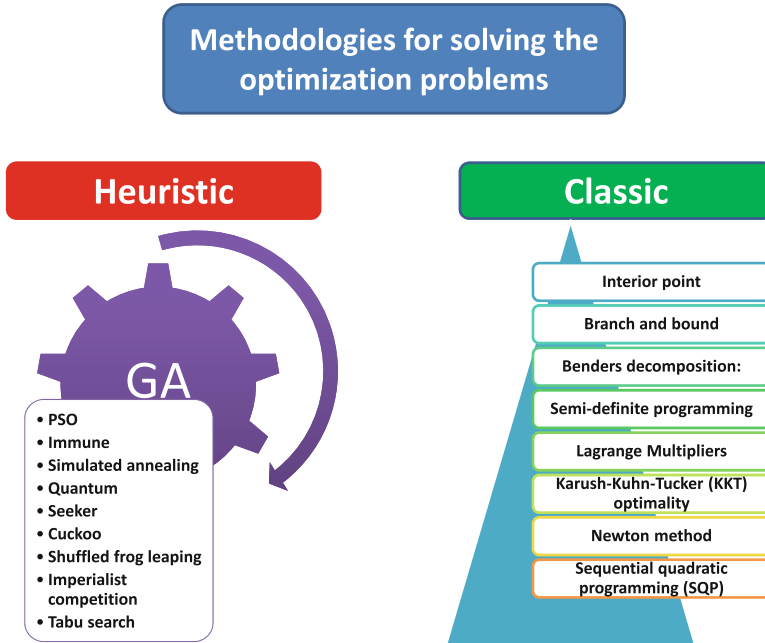 Methodologies for solving the
optimization problems
Heuristic
GA
• PSO
• Immune
• Simulated annealing
• Quantum
• Seeker
• Cuckoo
• Shuffled frog leaping
• Imperialist
competition
• Tabu search
Classic
Interior point
Branch and bound
Benders decomposition:
Semi-definite programming
Lagrange Multipliers
Karush-Kuhn-Tucker (KKT)
optimality
Newton method
Sequential quadratic
programming (SQP)